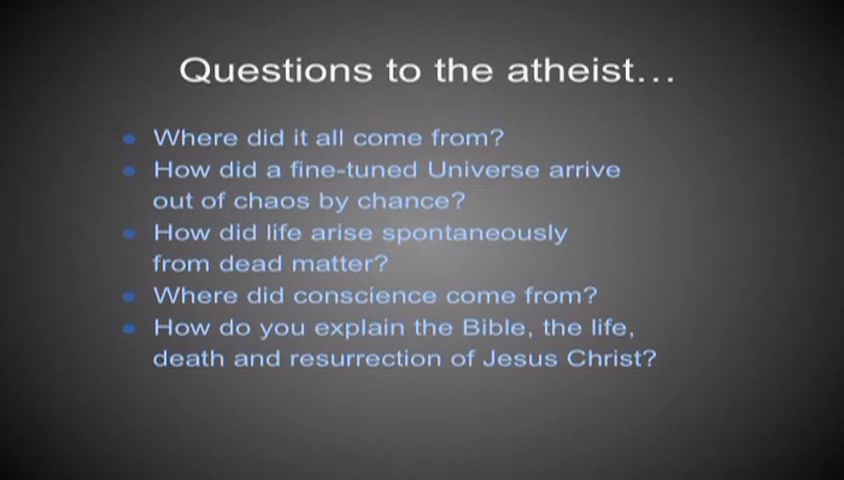 Questions to the atheist…
Where did it all come from?
How did a fine-tuned Universe arrive
out of chaos by chance?
How did life arise spontaneously
from dead matter?
Where did conscience come from?
How do you explain the Bible, the life,
death and resurrection of Jesus Christ?